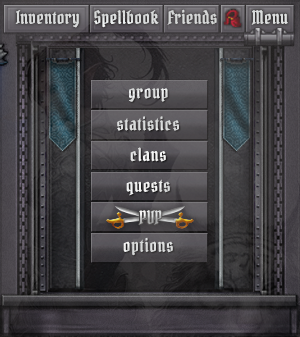 Inventory Spellbook Friends A Menu
group
statistics
clans
quests
pvp
options